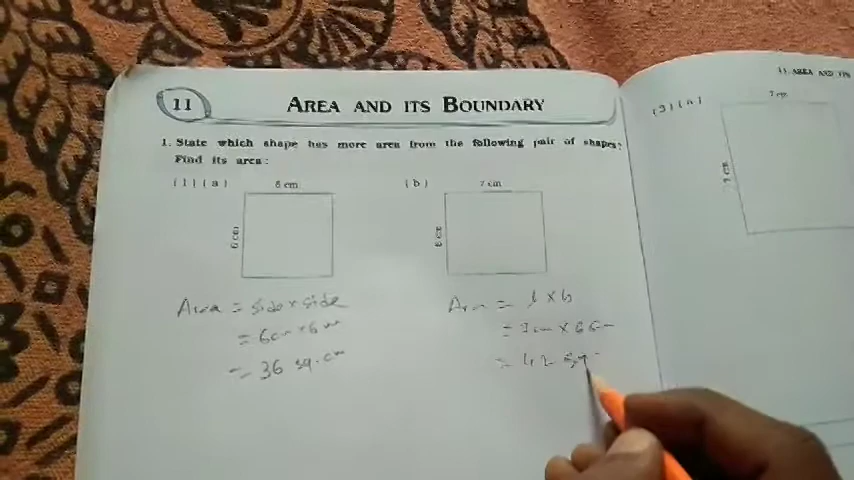 11 AREA AND ITS BOUNDARY
1. State which shape has more area from the following pair of shapes:
Find its area:
(1) (a) 6 cm
6 cm
(b) 7 cm
6 cm
Area = side × side
= 6cm × 6cm
= 36 sq.cm
Area = l × b
= 7cm × 6cm
= 42 sq
11. AREA AND ITS
(3) (a) 7 cm
7 cm